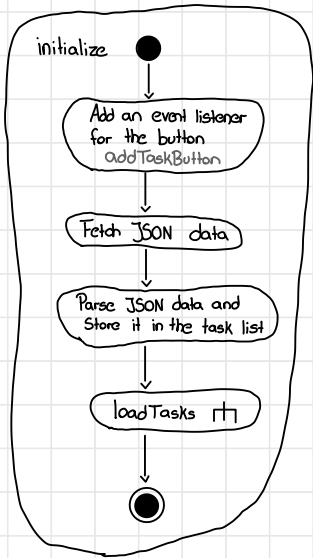 initialize
Add an event listener
for the button
addTaskButton
Fetch JSON data
Parse JSON data and
Store it in the task list
loadTasks